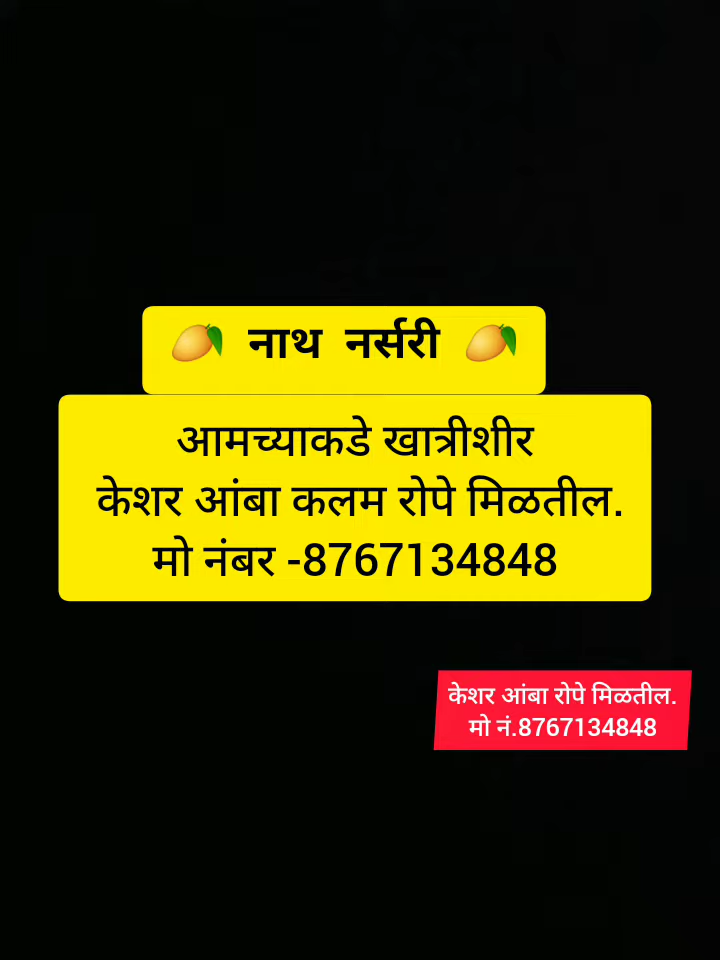 🥭 नाथ नर्सरी 🥭
आमच्याकडे खात्रीशीर
केशर आंबा कलम रोपे मिळतील.
मो नंबर -8767134848
केशर आंबा रोपे मिळतील.
मो नं.8767134848